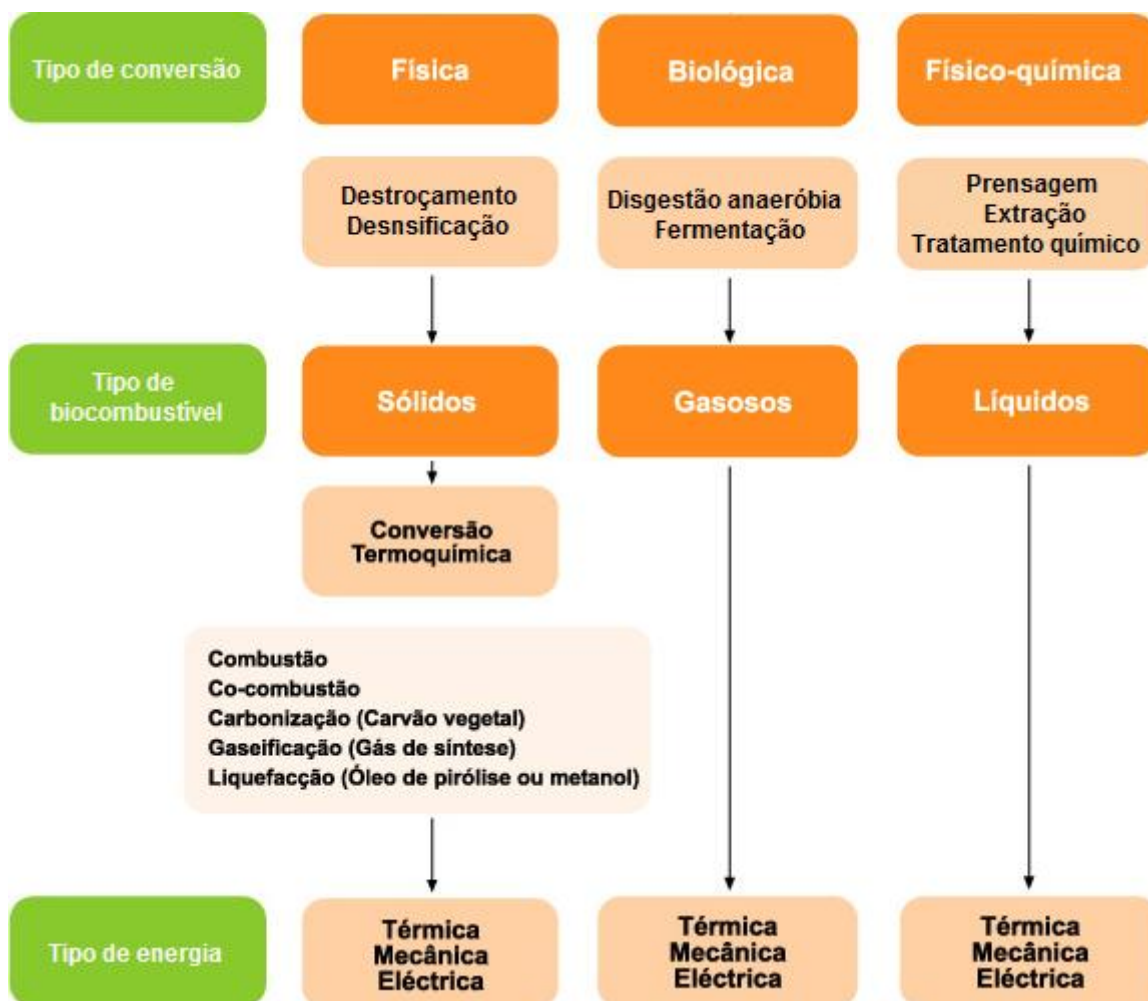 Tipo de conversão
Física
Biológica
Físico-química
Destroçamento
Desnsificação
Disgestão anaeróbia
Fermentação
Prensagem
Extração
Tratamento químico
Tipo de
biocombustível
Sólidos
Gasosos
Líquidos
Conversão
Termoquímica
Combustão
Co-combustão
Carbonização (Carvão vegetal)
Gaseificação (Gás de síntese)
Liquefacção (Óleo de pirólise ou metanol)
Tipo de energia
Térmica
Mecânica
Eléctrica
Térmica
Mecânica
Eléctrica
Térmica
Mecânica
Eléctrica